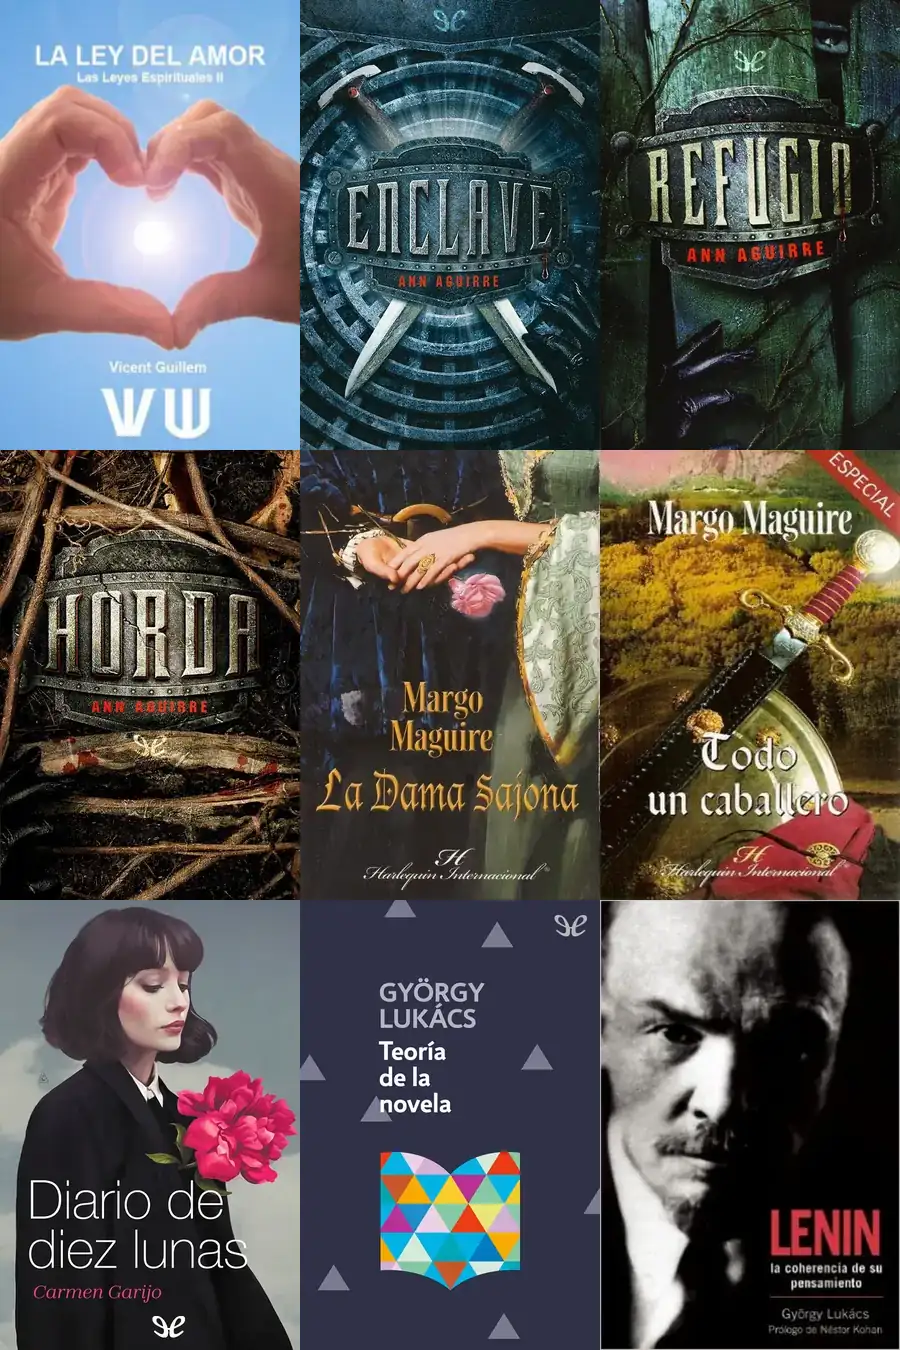 LA LEY DEL AMOR
Las Leyes Espirituales II
Vicent Guillem
ENCLAVE
ANN AGUIRRE
REFUGIO
ANN AGUIRRE
HORDA
ANN AGUIRRE
Margo
Maguire
La Dama Sajona
H
Harlequin Internacional
ESPECIAL
Margo Maguire
Todo
un caballero
H
Harlequin Internacional
Diario de
diez lunas
Carmen Garijo
GYÖRGY
LUKÁCS
Teoría
de la
novela
LENIN
la coherencia de su
pensamiento
György Lukács
Prólogo de Néstor Kohan